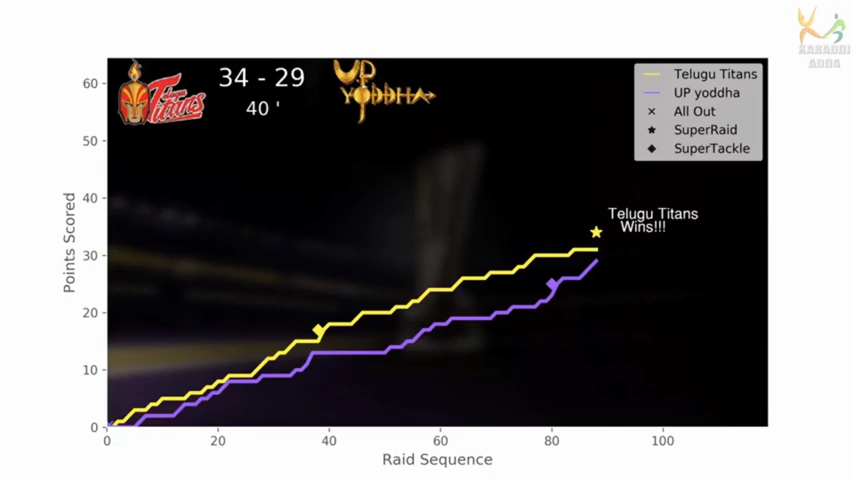 KABADDI
ADDA
Telugu
Titans
34 - 29
40 '
UP
YODDHA
Telugu Titans
UP yoddha
All Out
SuperRaid
SuperTackle
Telugu Titans
Wins!!!
Points Scored
60
50
40
30
20
10
0
0
20
40
60
80
100
Raid Sequence